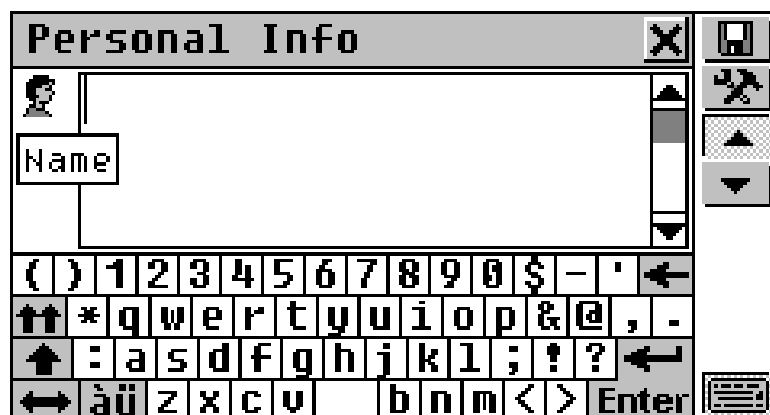 Personal Info
Name
( ) 1 2 3 4 5 6 7 8 9 0 $ - '
* q w e r t y u i o p & @ , .
: a s d f g h j k l ; ! ?
àü z x c v b n m < > Enter